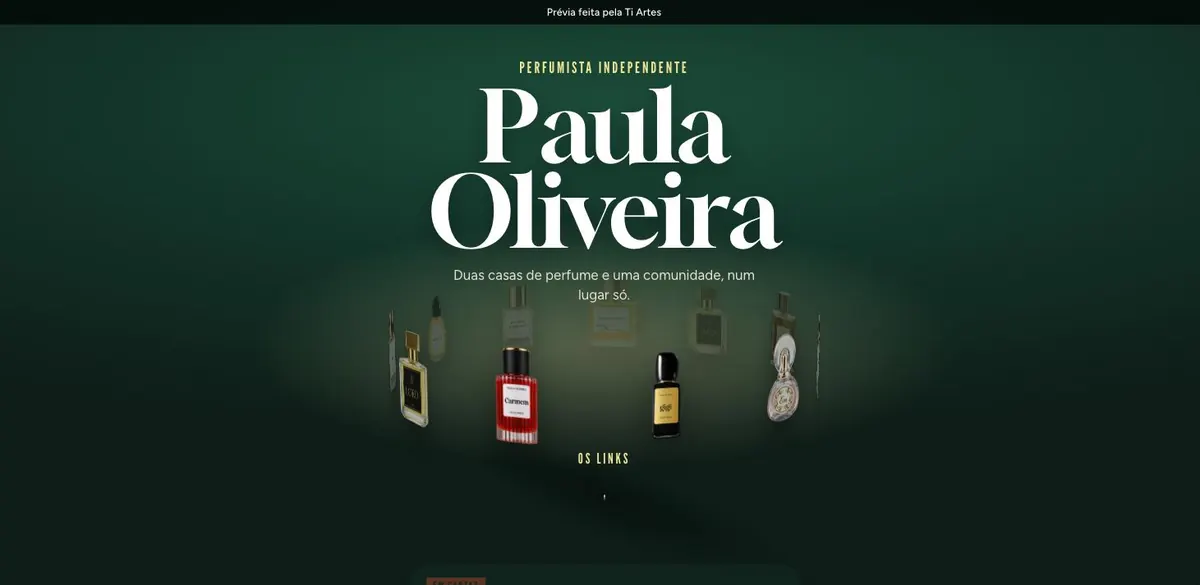 Prévia feita pela Ti Artes
PERFUMISTA INDEPENDENTE
Paula
Oliveira
Duas casas de perfume e uma comunidade, num
lugar só.
Carmem
OS LINKS